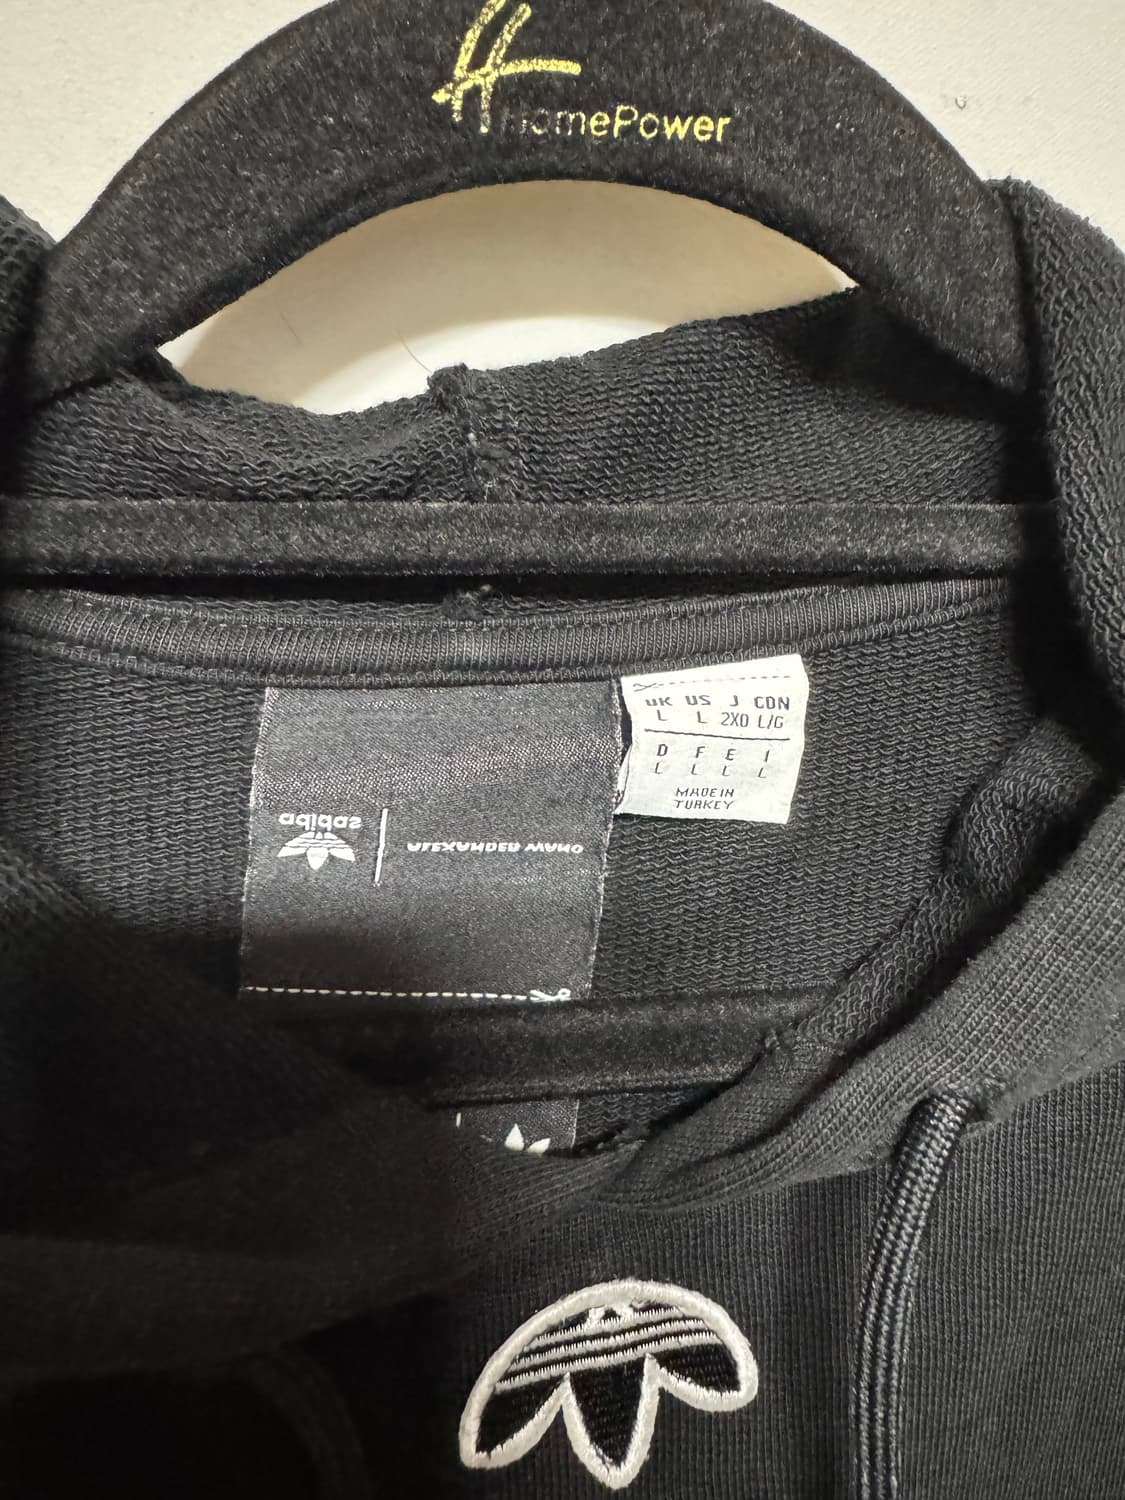 HomePower
UK US J CDN
L L 2XO L/G
D F E I
L L L L
MADE IN
TURKEY
adidas
ALEXANDER WANG